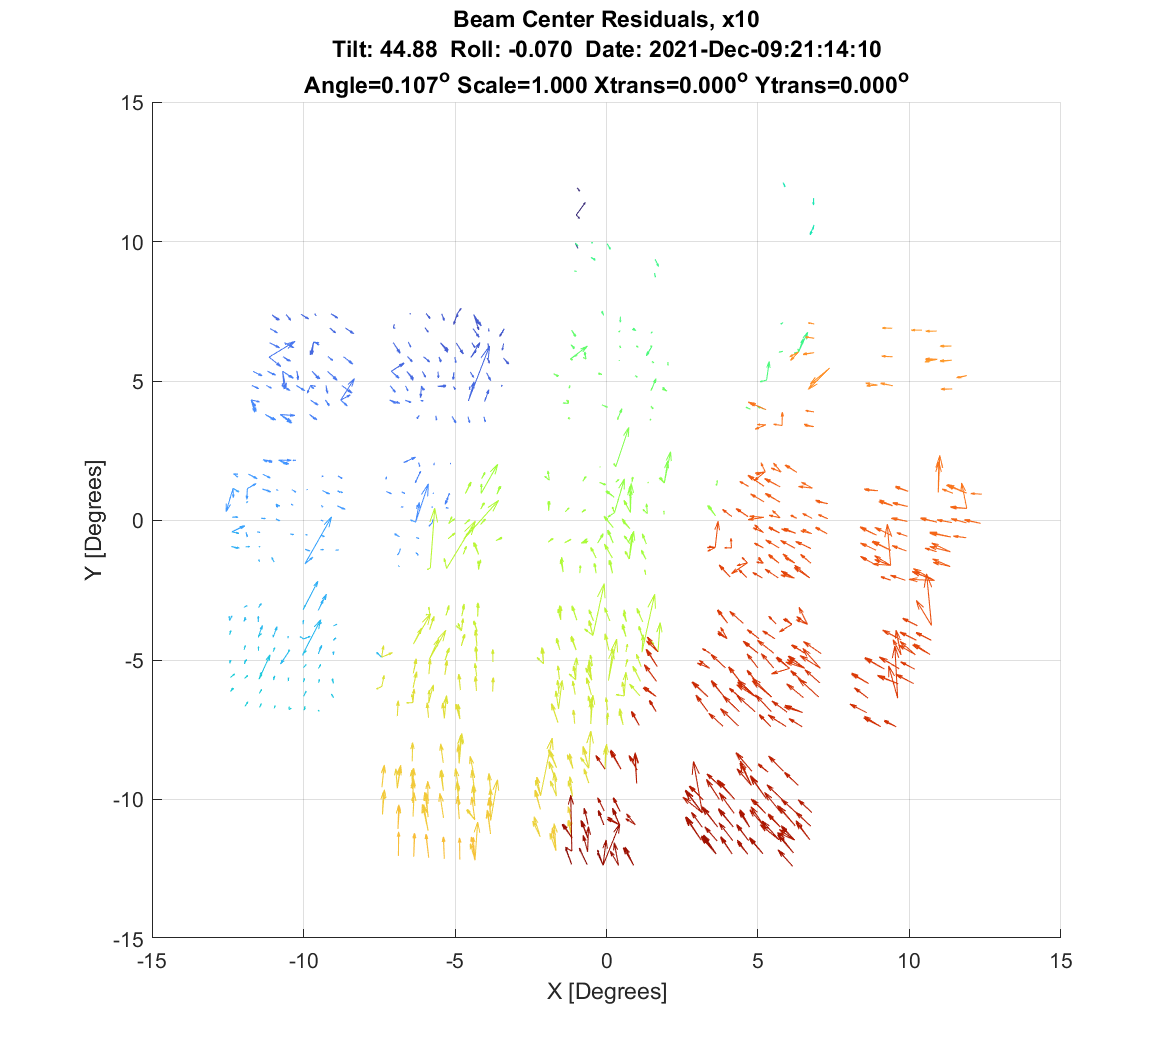 Beam Center Residuals, x10
Tilt: 44.88 Roll: -0.070 Date: 2021-Dec-09:21:14:10
Angle=0.107° Scale=1.000 Xtrans=0.000° Ytrans=0.000°
15
10
5
0
-5
-10
-15
Y [Degrees]
-15 -10 -5 0 5 10 15
X [Degrees]